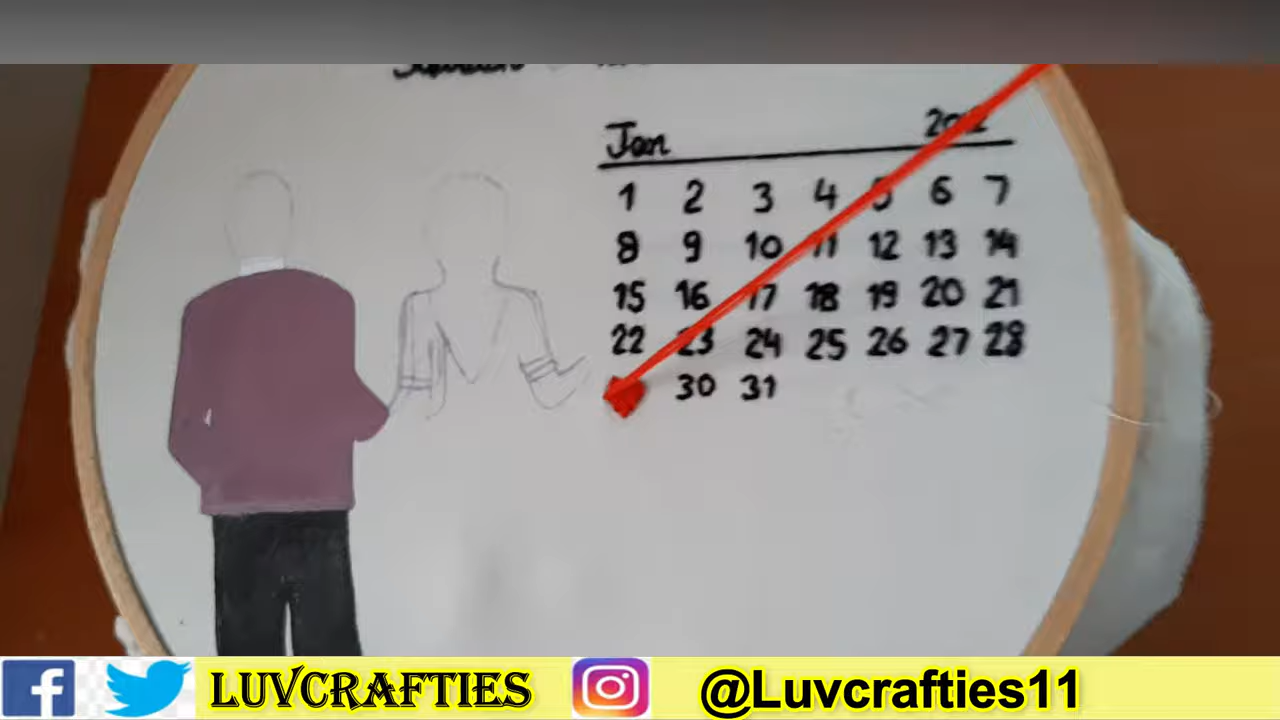 Jan
1 2 3 4 5 6 7
8 9 10 11 12 13 14
15 16 17 18 19 20 21
22 23 24 25 26 27 28
30 31
LUVCRAFTIES @Luvcrafties11